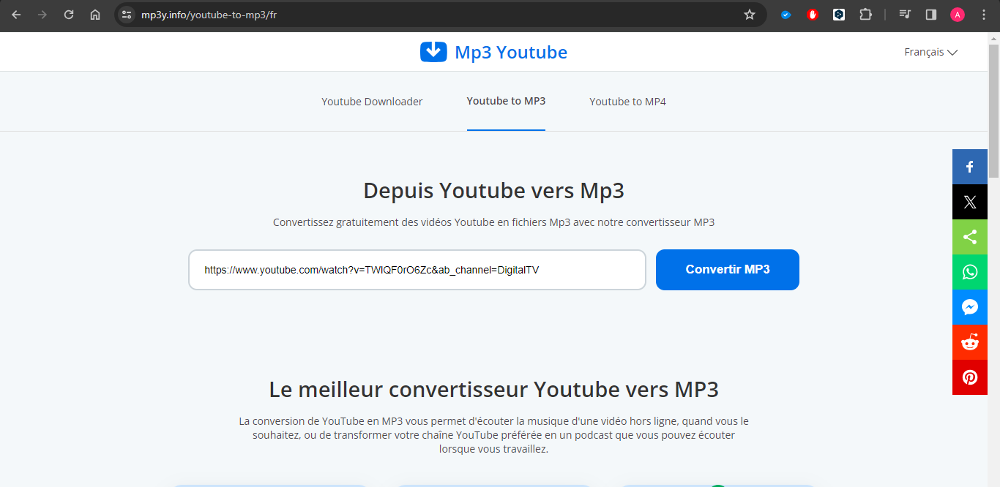 mp3y.info/youtube-to-mp3/fr
A
Mp3 Youtube
Français
Youtube Downloader
Youtube to MP3
Youtube to MP4
Depuis Youtube vers Mp3
Convertissez gratuitement des vidéos Youtube en fichiers Mp3 avec notre convertisseur MP3
https://www.youtube.com/watch?v=TWIQF0rO6Zc&ab_channel=DigitalTV
Convertir MP3
Le meilleur convertisseur Youtube vers MP3
La conversion de YouTube en MP3 vous permet d'écouter la musique d'une vidéo hors ligne, quand vous le
souhaitez, ou de transformer votre chaîne YouTube préférée en un podcast que vous pouvez écouter
lorsque vous travaillez.